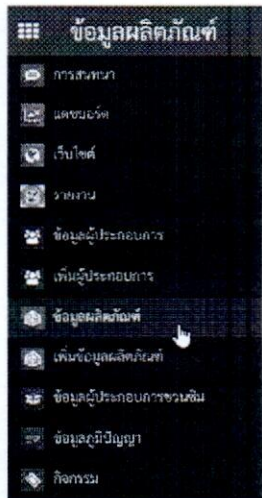 ข้อมูลผลิตภัณฑ์
การสนทนา
แดชบอร์ด
เว็บไซต์
รายงาน
ข้อมูลผู้ประกอบการ
เพิ่มผู้ประกอบการ
ข้อมูลผลิตภัณฑ์
เพิ่มข้อมูลผลิตภัณฑ์
ข้อมูลผู้ประกอบการชวนชิม
ข้อมูลภูมิปัญญา
กิจกรรม